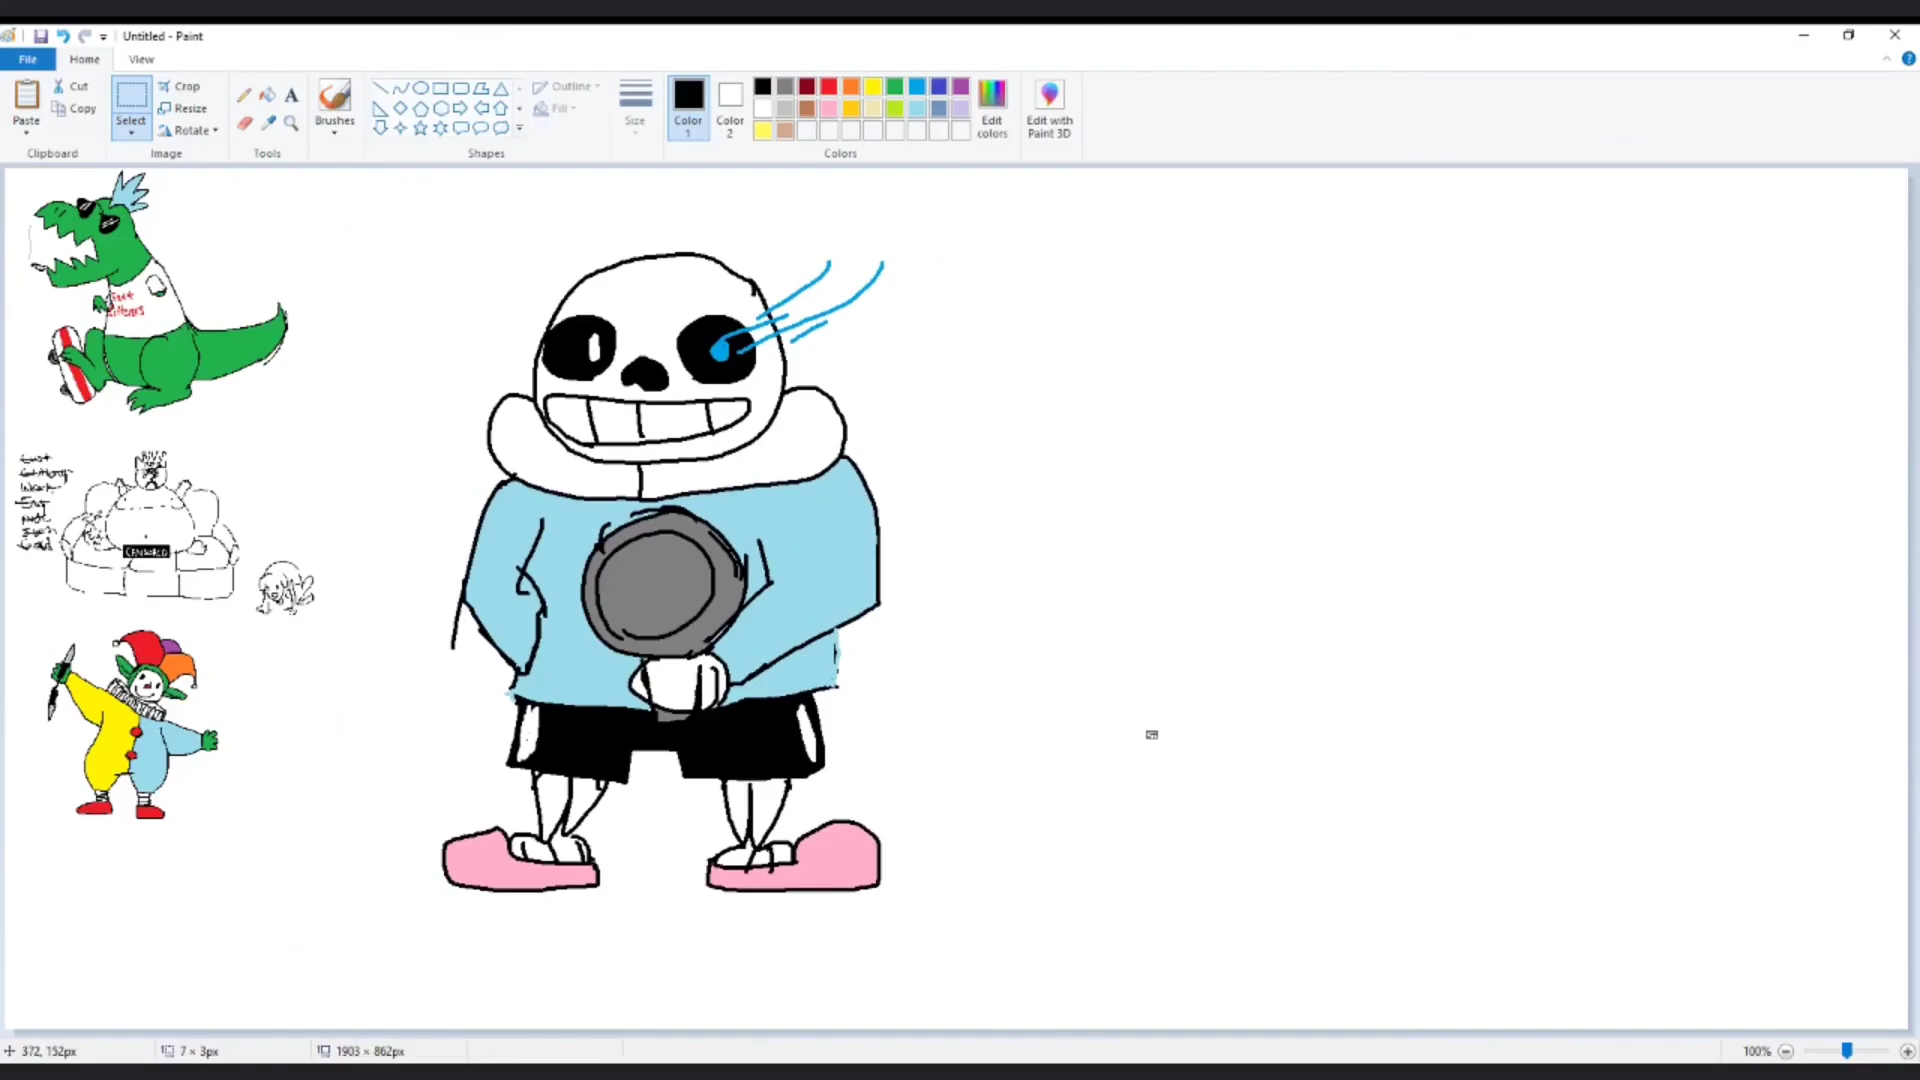 Untitled - Paint
File
Home
View
Paste
Cut
Copy
Clipboard
Select
Crop
Resize
Rotate
Image
Tools
Brushes
Shapes
Outline
Fill
Size
Color 1
Color 2
Edit colors
Edit with Paint 3D
Colors
CENSORED
372, 152px
7 × 3px
1903 × 862px
100%